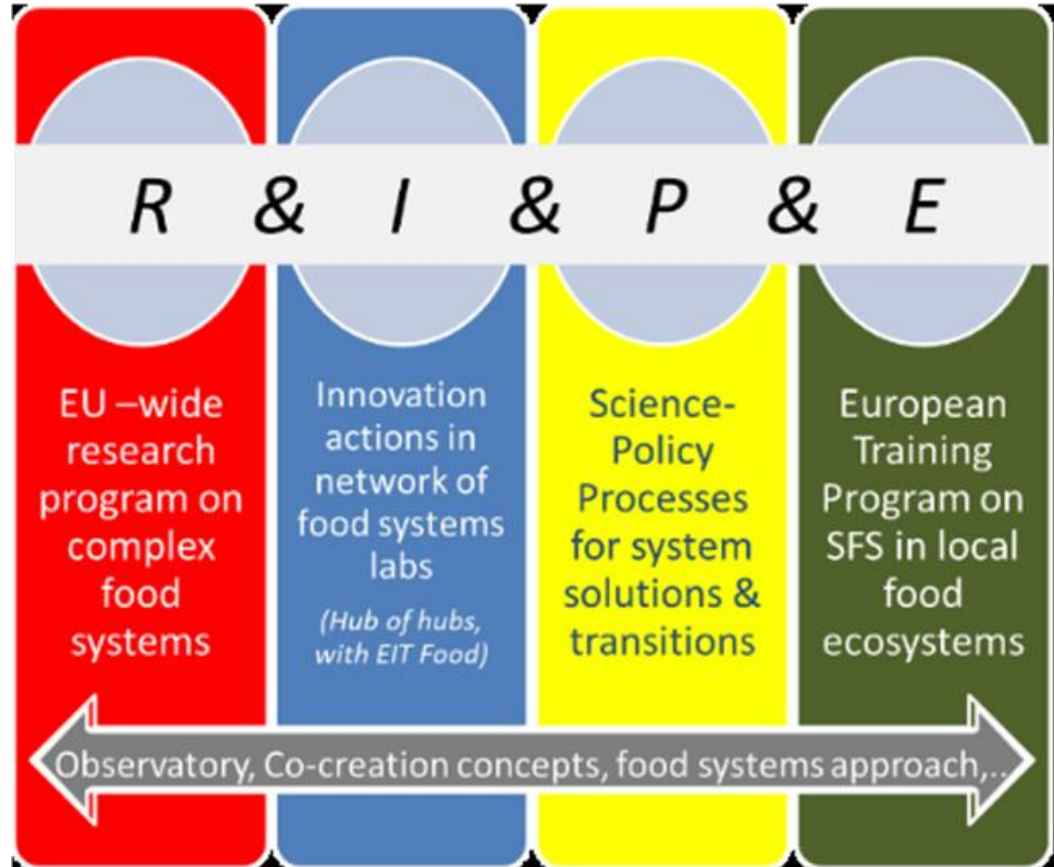 R & I & P & E
EU –wide
research
program on
complex
food
systems
Innovation
actions in
network of
food systems
labs
(Hub of hubs,
with EIT Food)
Science-
Policy
Processes
for system
solutions &
transitions
European
Training
Program on
SFS in local
food
ecosystems
Observatory, Co-creation concepts, food systems approach,..